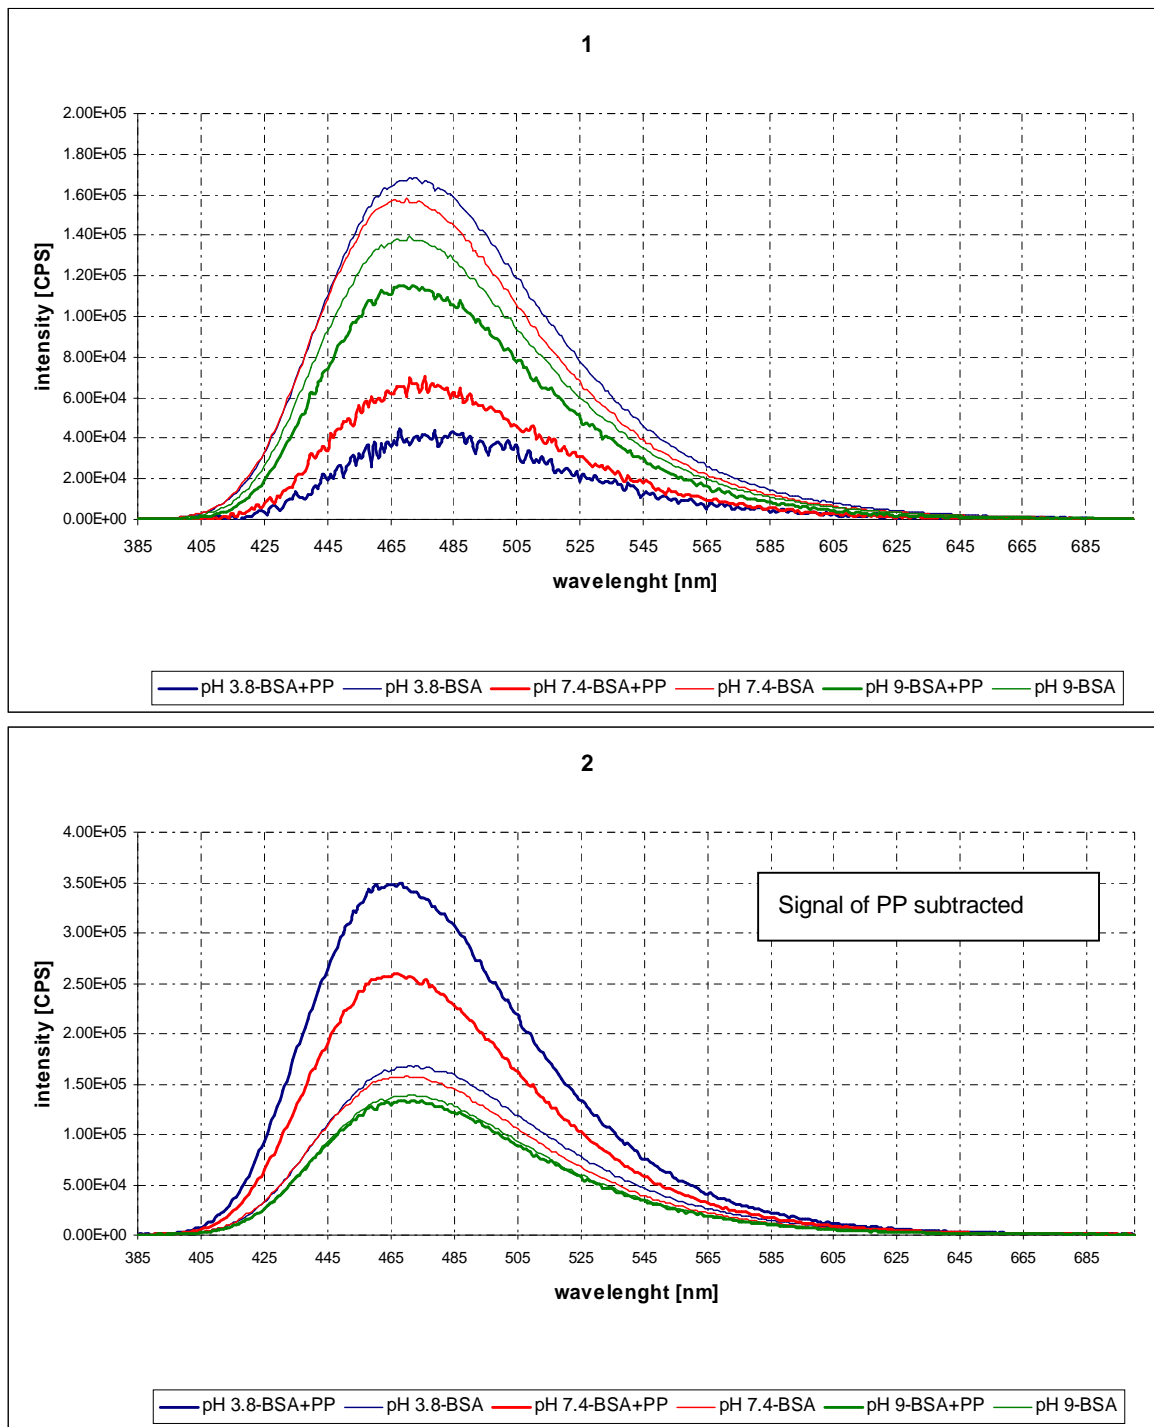 1
2.00E+05
1.80E+05
1.60E+05
1.40E+05
1.20E+05
1.00E+05
8.00E+04
6.00E+04
4.00E+04
2.00E+04
0.00E+00
intensity [CPS]
385 405 425 445 465 485 505 525 545 565 585 605 625 645 665 685
wavelenght [nm]
pH 3.8-BSA+PP pH 3.8-BSA pH 7.4-BSA+PP pH 7.4-BSA pH 9-BSA+PP pH 9-BSA
2
4.00E+05
3.50E+05
3.00E+05
2.50E+05
2.00E+05
1.50E+05
1.00E+05
5.00E+04
0.00E+00
intensity [CPS]
Signal of PP subtracted
385 405 425 445 465 485 505 525 545 565 585 605 625 645 665 685
wavelenght [nm]
pH 3.8-BSA+PP pH 3.8-BSA pH 7.4-BSA+PP pH 7.4-BSA pH 9-BSA+PP pH 9-BSA